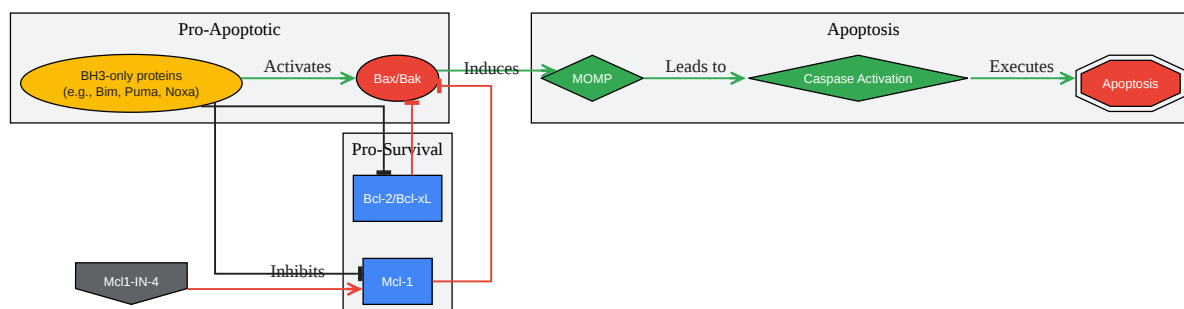 Pro-Apoptotic
Apoptosis
BH3-only proteins
(e.g., Bim, Puma, Noxa)
Activates
Bax/Bak
Induces
MOMP
Leads to
Caspase Activation
Executes
Apoptosis
Pro-Survival
Bcl-2/Bcl-xL
Mcl1-IN-4
Inhibits
Mcl-1